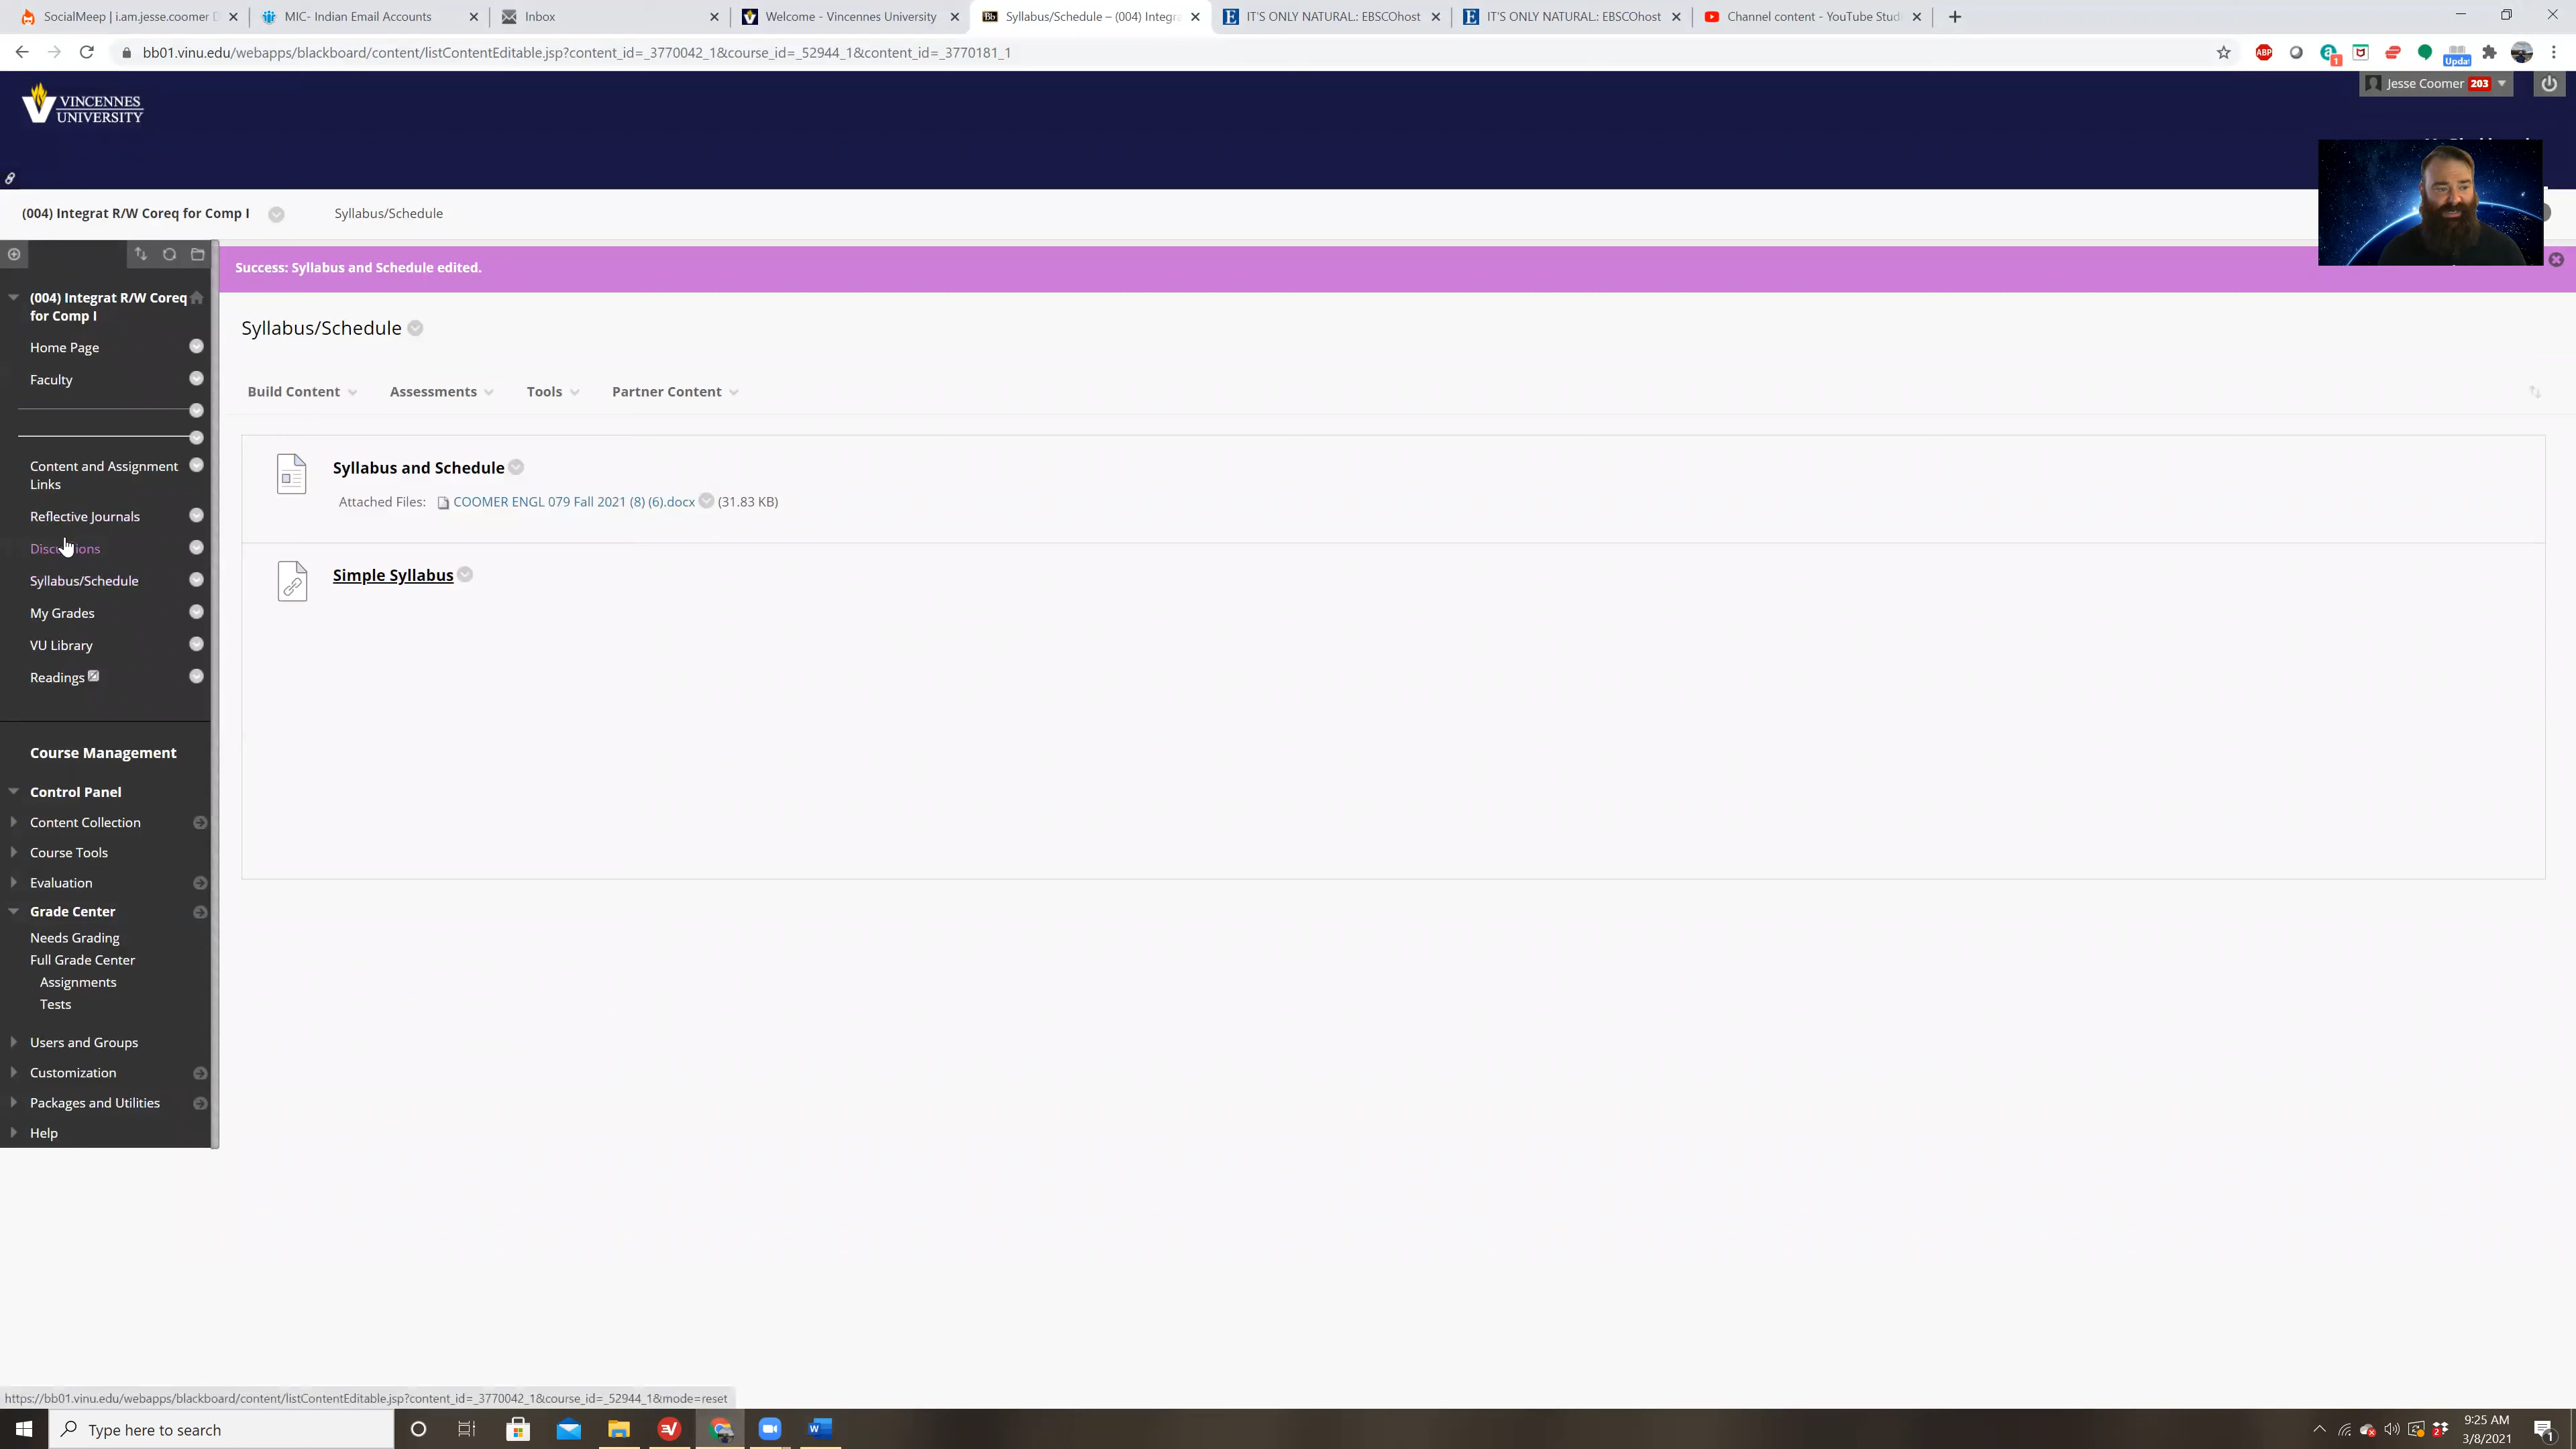 SocialMeep | i.am.jesse.coomer D
MIC- Indian Email Accounts
Inbox
Welcome - Vincennes University
Bb Syllabus/Schedule – (004) Integra
IT'S ONLY NATURAL.: EBSCOhost
IT'S ONLY NATURAL.: EBSCOhost
Channel content - YouTube Stud
bb01.vinu.edu/webapps/blackboard/content/listContentEditable.jsp?content_id=_3770042_1&course_id=_52944_1&content_id=_3770181_1
ABP
1
Updat
VINCENNES
UNIVERSITY
Jesse Coomer 203
(004) Integrat R/W Coreq for Comp I
Syllabus/Schedule
Success: Syllabus and Schedule edited.
(004) Integrat R/W Coreq
for Comp I
Home Page
Faculty
Content and Assignment
Links
Reflective Journals
Discussions
Syllabus/Schedule
My Grades
VU Library
Readings
Course Management
Control Panel
Content Collection
Course Tools
Evaluation
Grade Center
Needs Grading
Full Grade Center
Assignments
Tests
Users and Groups
Customization
Packages and Utilities
Help
Syllabus/Schedule
Build Content
Assessments
Tools
Partner Content
Syllabus and Schedule
Attached Files: COOMER ENGL 079 Fall 2021 (8) (6).docx (31.83 KB)
Simple Syllabus
https://bb01.vinu.edu/webapps/blackboard/content/listContentEditable.jsp?content_id=_3770042_1&course_id=_52944_1&mode=reset
Type here to search
9:25 AM
3/8/2021
1